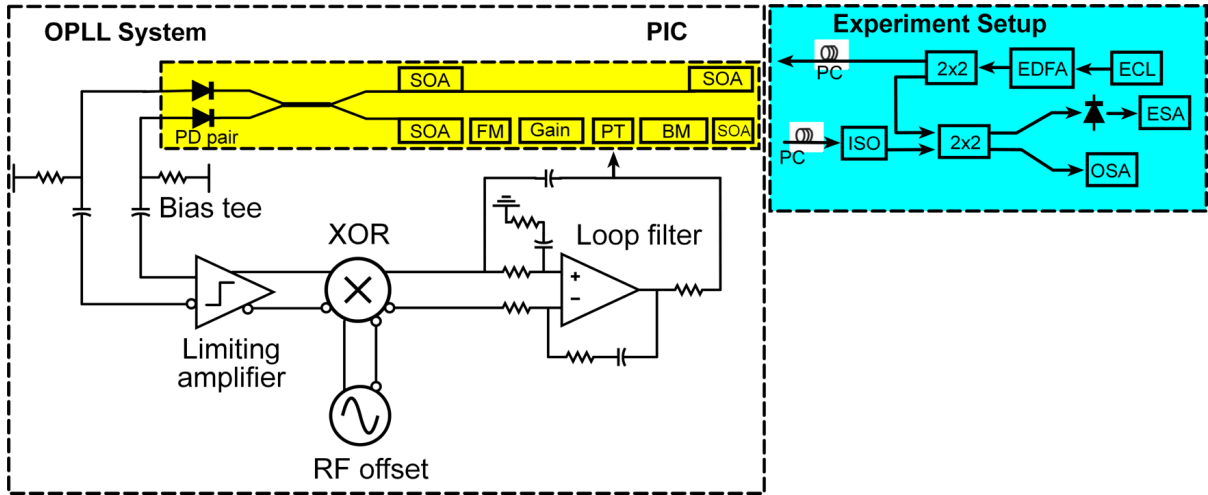 OPLL System
PIC
Experiment Setup
SOA
SOA
PD pair
SOA
FM
Gain
PT
BM
SOA
PC
2x2
EDFA
ECL
PC
ISO
2x2
ESA
OSA
Bias tee
XOR
Loop filter
+
−
Limiting
amplifier
RF offset